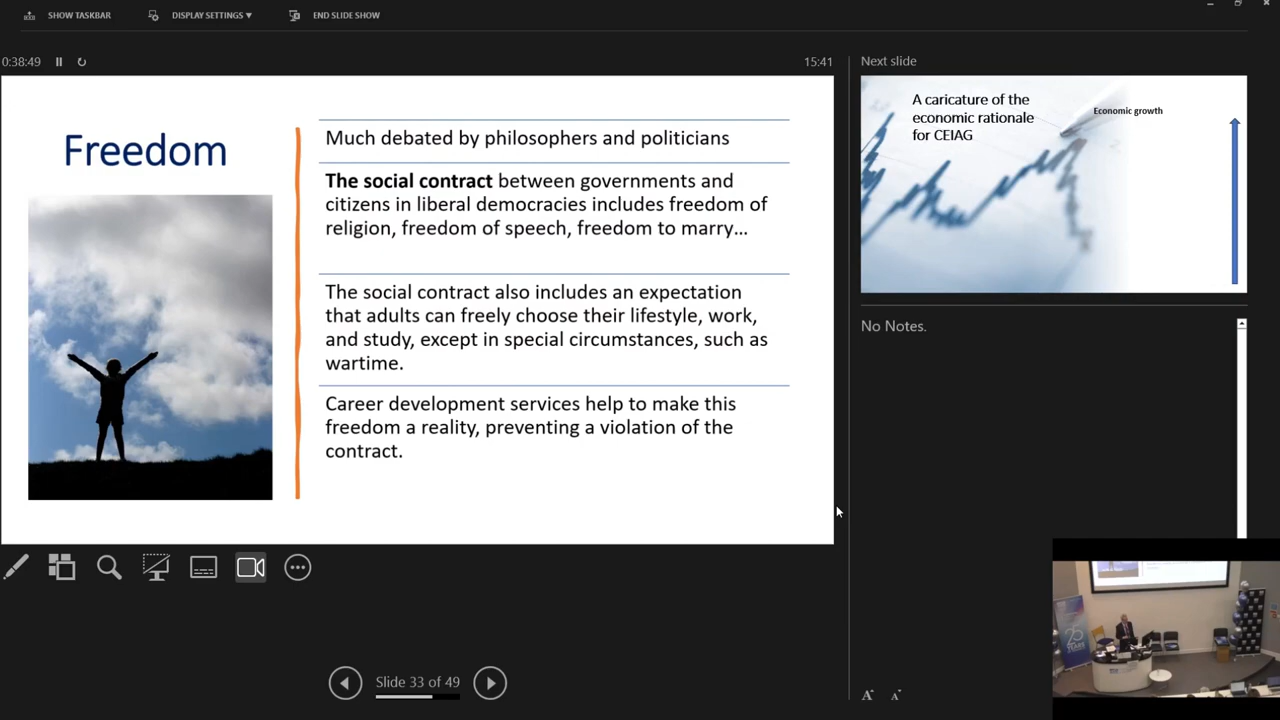 SHOW TASKBAR
DISPLAY SETTINGS ▼
END SLIDE SHOW
0:38:49
15:41
Freedom
Much debated by philosophers and politicians
The social contract between governments and
citizens in liberal democracies includes freedom of
religion, freedom of speech, freedom to marry…
The social contract also includes an expectation
that adults can freely choose their lifestyle, work,
and study, except in special circumstances, such as
wartime.
Career development services help to make this
freedom a reality, preventing a violation of the
contract.
Slide 33 of 49
Next slide
A caricature of the
economic rationale
for CEIAG
Economic growth
No Notes.
A A
25
YEARS